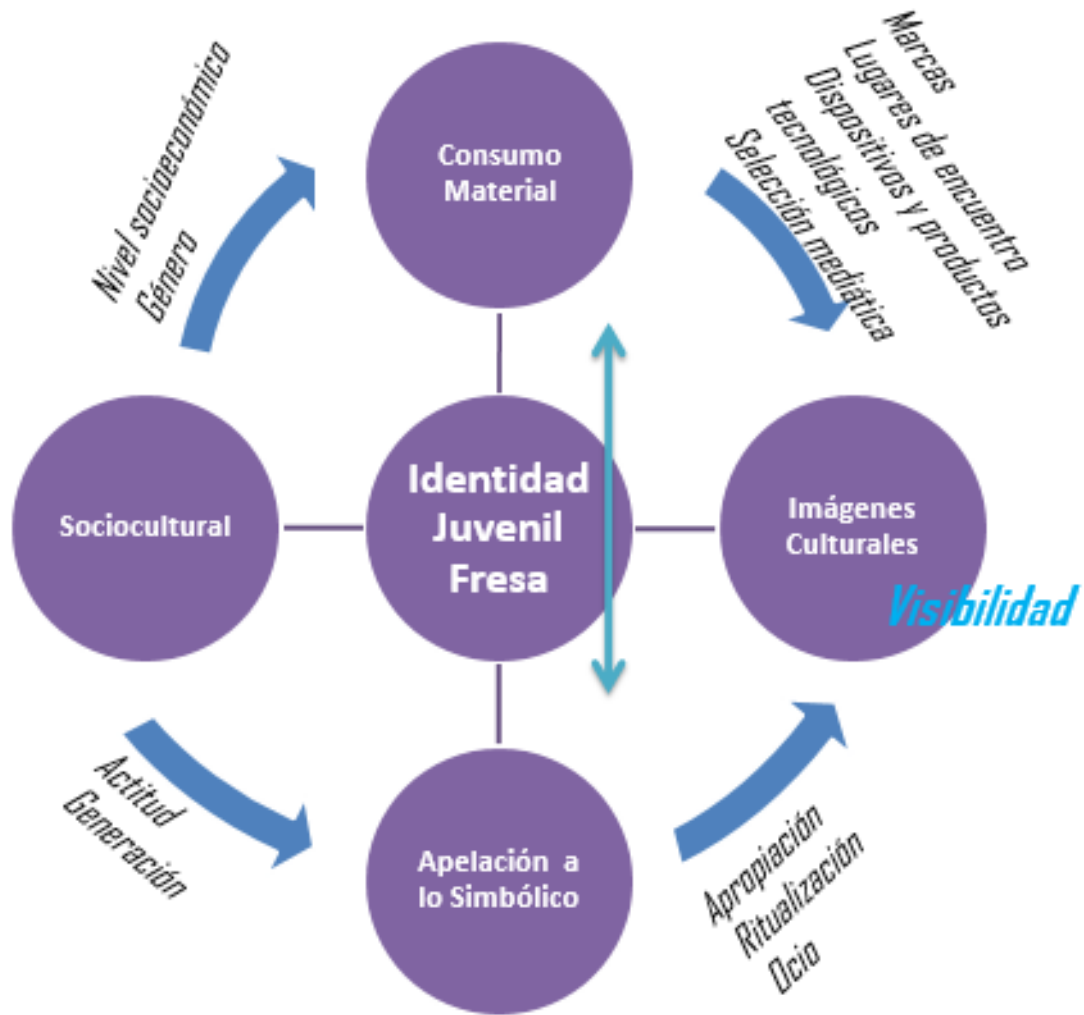 Nivel socioeconómico
Género
Consumo
Material
Marcas
Lugares de encuentro
Dispositivos y productos
tecnológicos
Selección mediática
Sociocultural
Identidad
Juvenil
Fresa
Imágenes
Culturales
Visibilidad
Actitud
Generación
Apelación a
lo Simbólico
Apropiación
Ritualización
Ocio